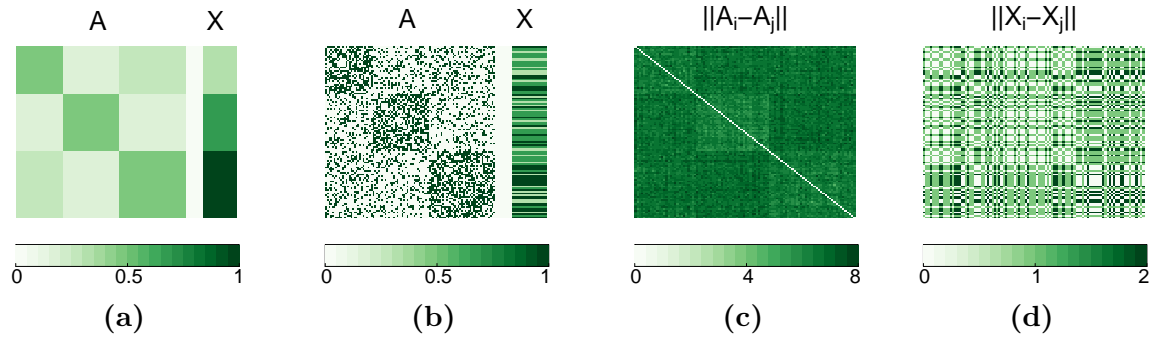 A X A X ||A_i−A_j|| ||X_i−X_j||
0 0.5 1 0 0.5 1 0 4 8 0 1 2
(a) (b) (c) (d)